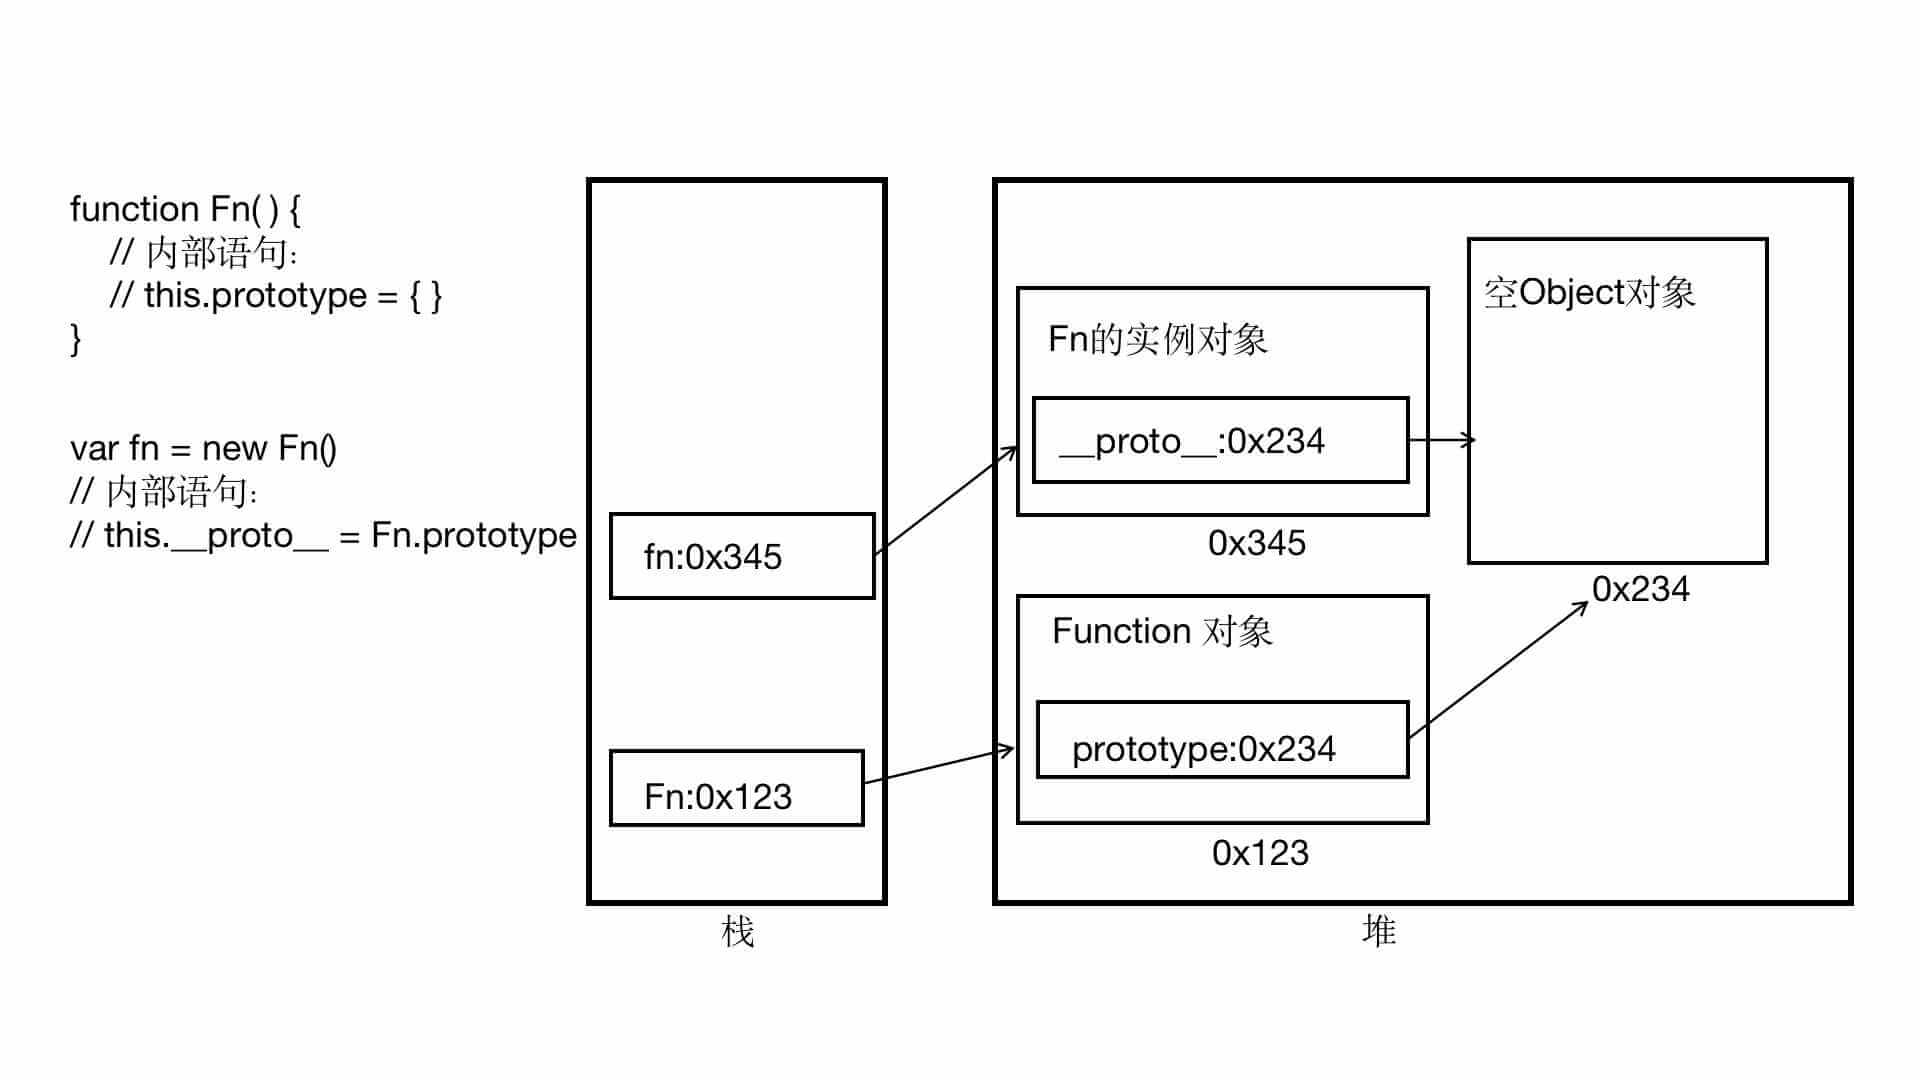 function Fn( ) {
// 内部语句:
// this.prototype = { }
}
var fn = new Fn()
// 内部语句:
// this.__proto__ = Fn.prototype
fn:0x345
Fn:0x123
栈
Fn的实例对象
__proto__:0x234
0x345
空Object对象
0x234
Function 对象
prototype:0x234
0x123
堆